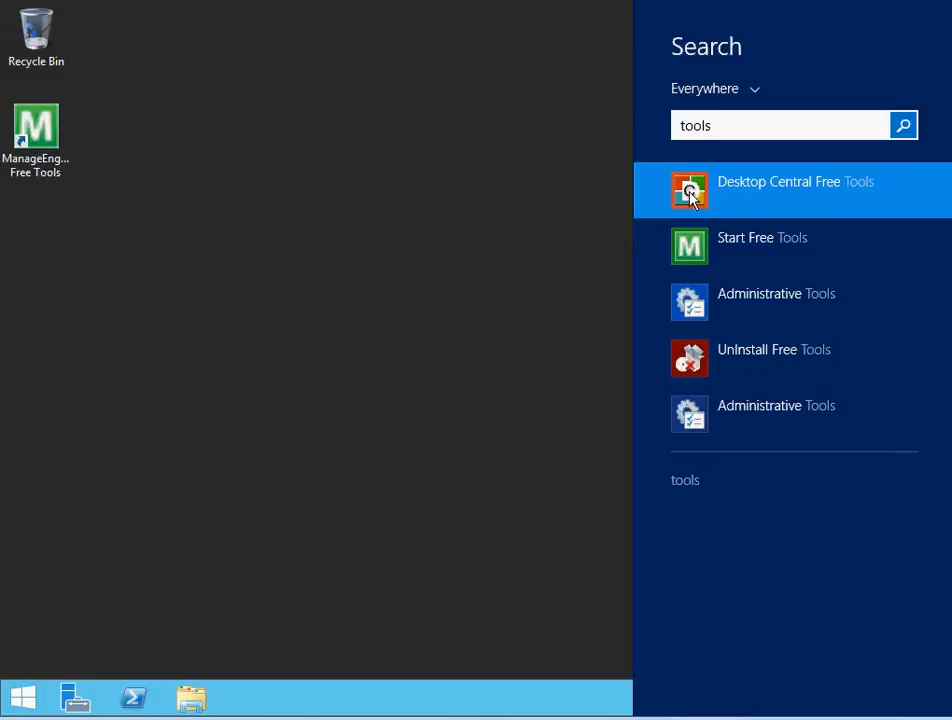 Recycle Bin
M
ManageEng...
Free Tools
Search
Everywhere
tools
Desktop Central Free Tools
M
Start Free Tools
Administrative Tools
UnInstall Free Tools
Administrative Tools
tools